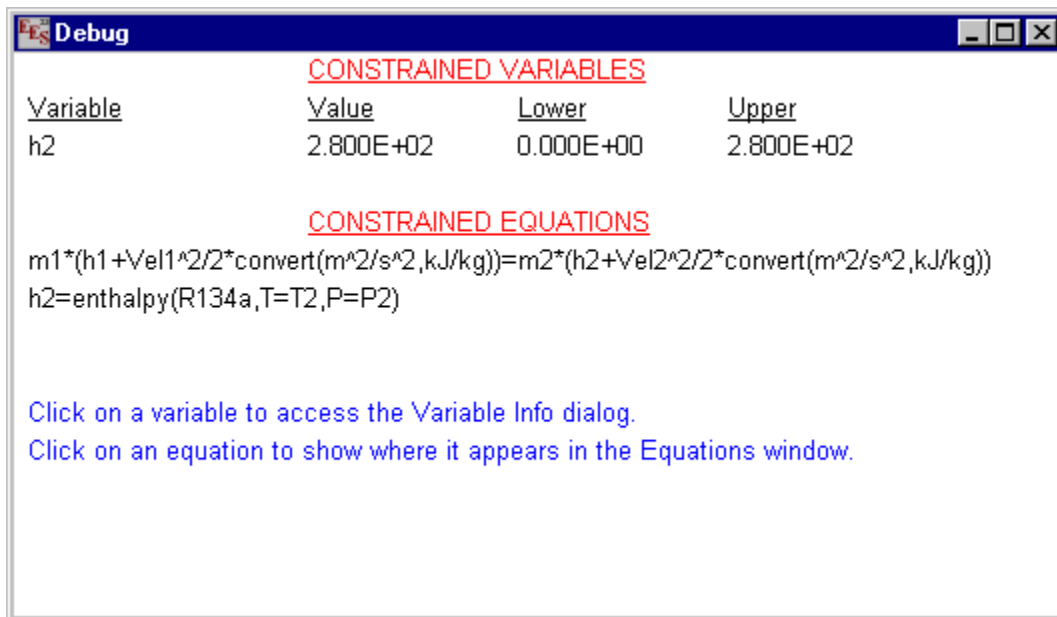 EES Debug
CONSTRAINED VARIABLES
Variable Value Lower Upper
h2 2.800E+02 0.000E+00 2.800E+02
CONSTRAINED EQUATIONS
m1*(h1+Vel1^2/2*convert(m^2/s^2,kJ/kg))=m2*(h2+Vel2^2/2*convert(m^2/s^2,kJ/kg))
h2=enthalpy(R134a,T=T2,P=P2)
Click on a variable to access the Variable Info dialog.
Click on an equation to show where it appears in the Equations window.